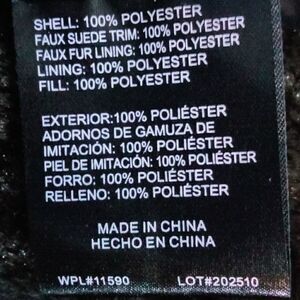 SHELL: 100% POLYESTER
FAUX SUEDE TRIM: 100% POLYESTER
FAUX FUR LINING: 100% POLYESTER
LINING: 100% POLYESTER
FILL: 100% POLYESTER
EXTERIOR:100% POLIÉSTER
ADORNOS DE GAMUZA DE
IMITACIÓN: 100% POLIÉSTER
PIEL DE IMITACIÓN: 100% POLIÉSTER
FORRO: 100% POLIÉSTER
RELLENO: 100% POLIÉSTER
MADE IN CHINA
HECHO EN CHINA
WPL#11590 LOT#202510